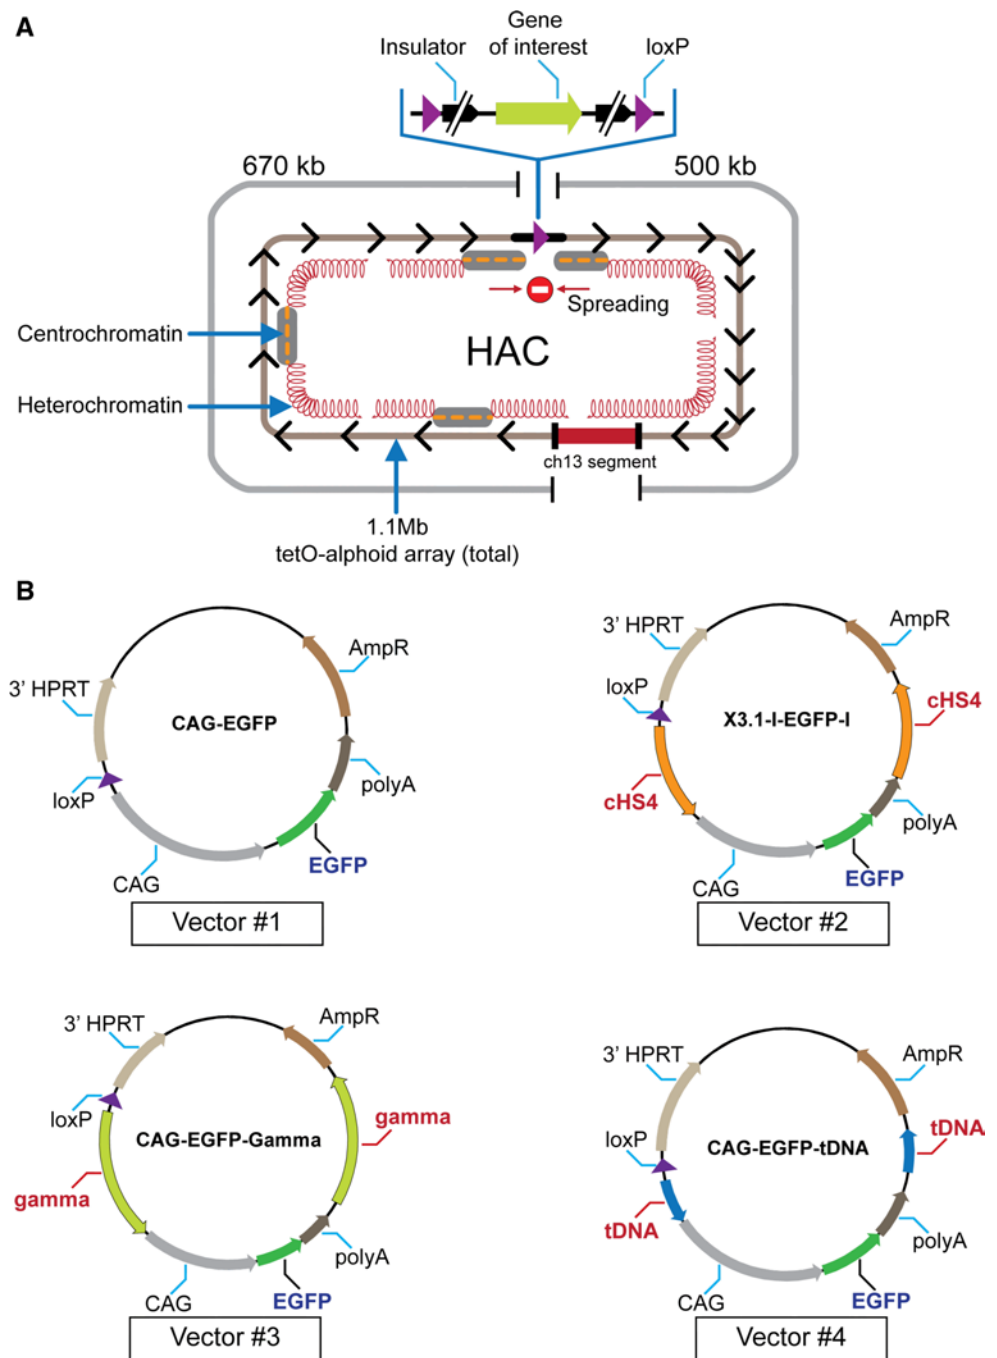 A
Insulator
Gene
of interest
loxP
670 kb
500 kb
Spreading
Centrochromatin
HAC
Heterochromatin
ch13 segment
1.1Mb
tetO-alphoid array (total)
B
3' HPRT
AmpR
CAG-EGFP
loxP
polyA
EGFP
CAG
Vector #1
3' HPRT
AmpR
loxP
cHS4
X3.1-I-EGFP-I
cHS4
polyA
EGFP
CAG
Vector #2
3' HPRT
AmpR
loxP
gamma
CAG-EGFP-Gamma
gamma
polyA
CAG
EGFP
Vector #3
3' HPRT
AmpR
loxP
tDNA
CAG-EGFP-tDNA
tDNA
polyA
CAG
EGFP
Vector #4